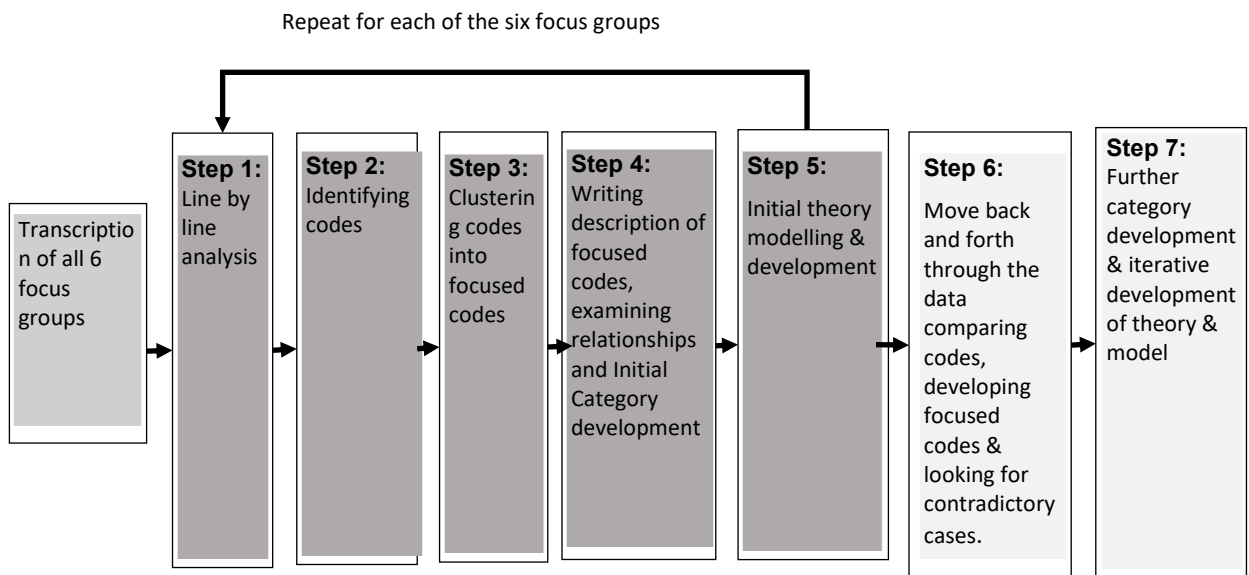 Repeat for each of the six focus groups
Transcriptio
n of all 6
focus
groups
Step 1:
Line by
line
analysis
Step 2:
Identifying
codes
Step 3:
Clusterin
g codes
into
focused
codes
Step 4:
Writing
description of
focused
codes,
examining
relationships
and Initial
Category
development
Step 5:
Initial theory
modelling &
development
Step 6:
Move back
and forth
through the
data
comparing
codes,
developing
focused
codes &
looking for
contradictory
cases.
Step 7:
Further
category
development
& iterative
development
of theory &
model